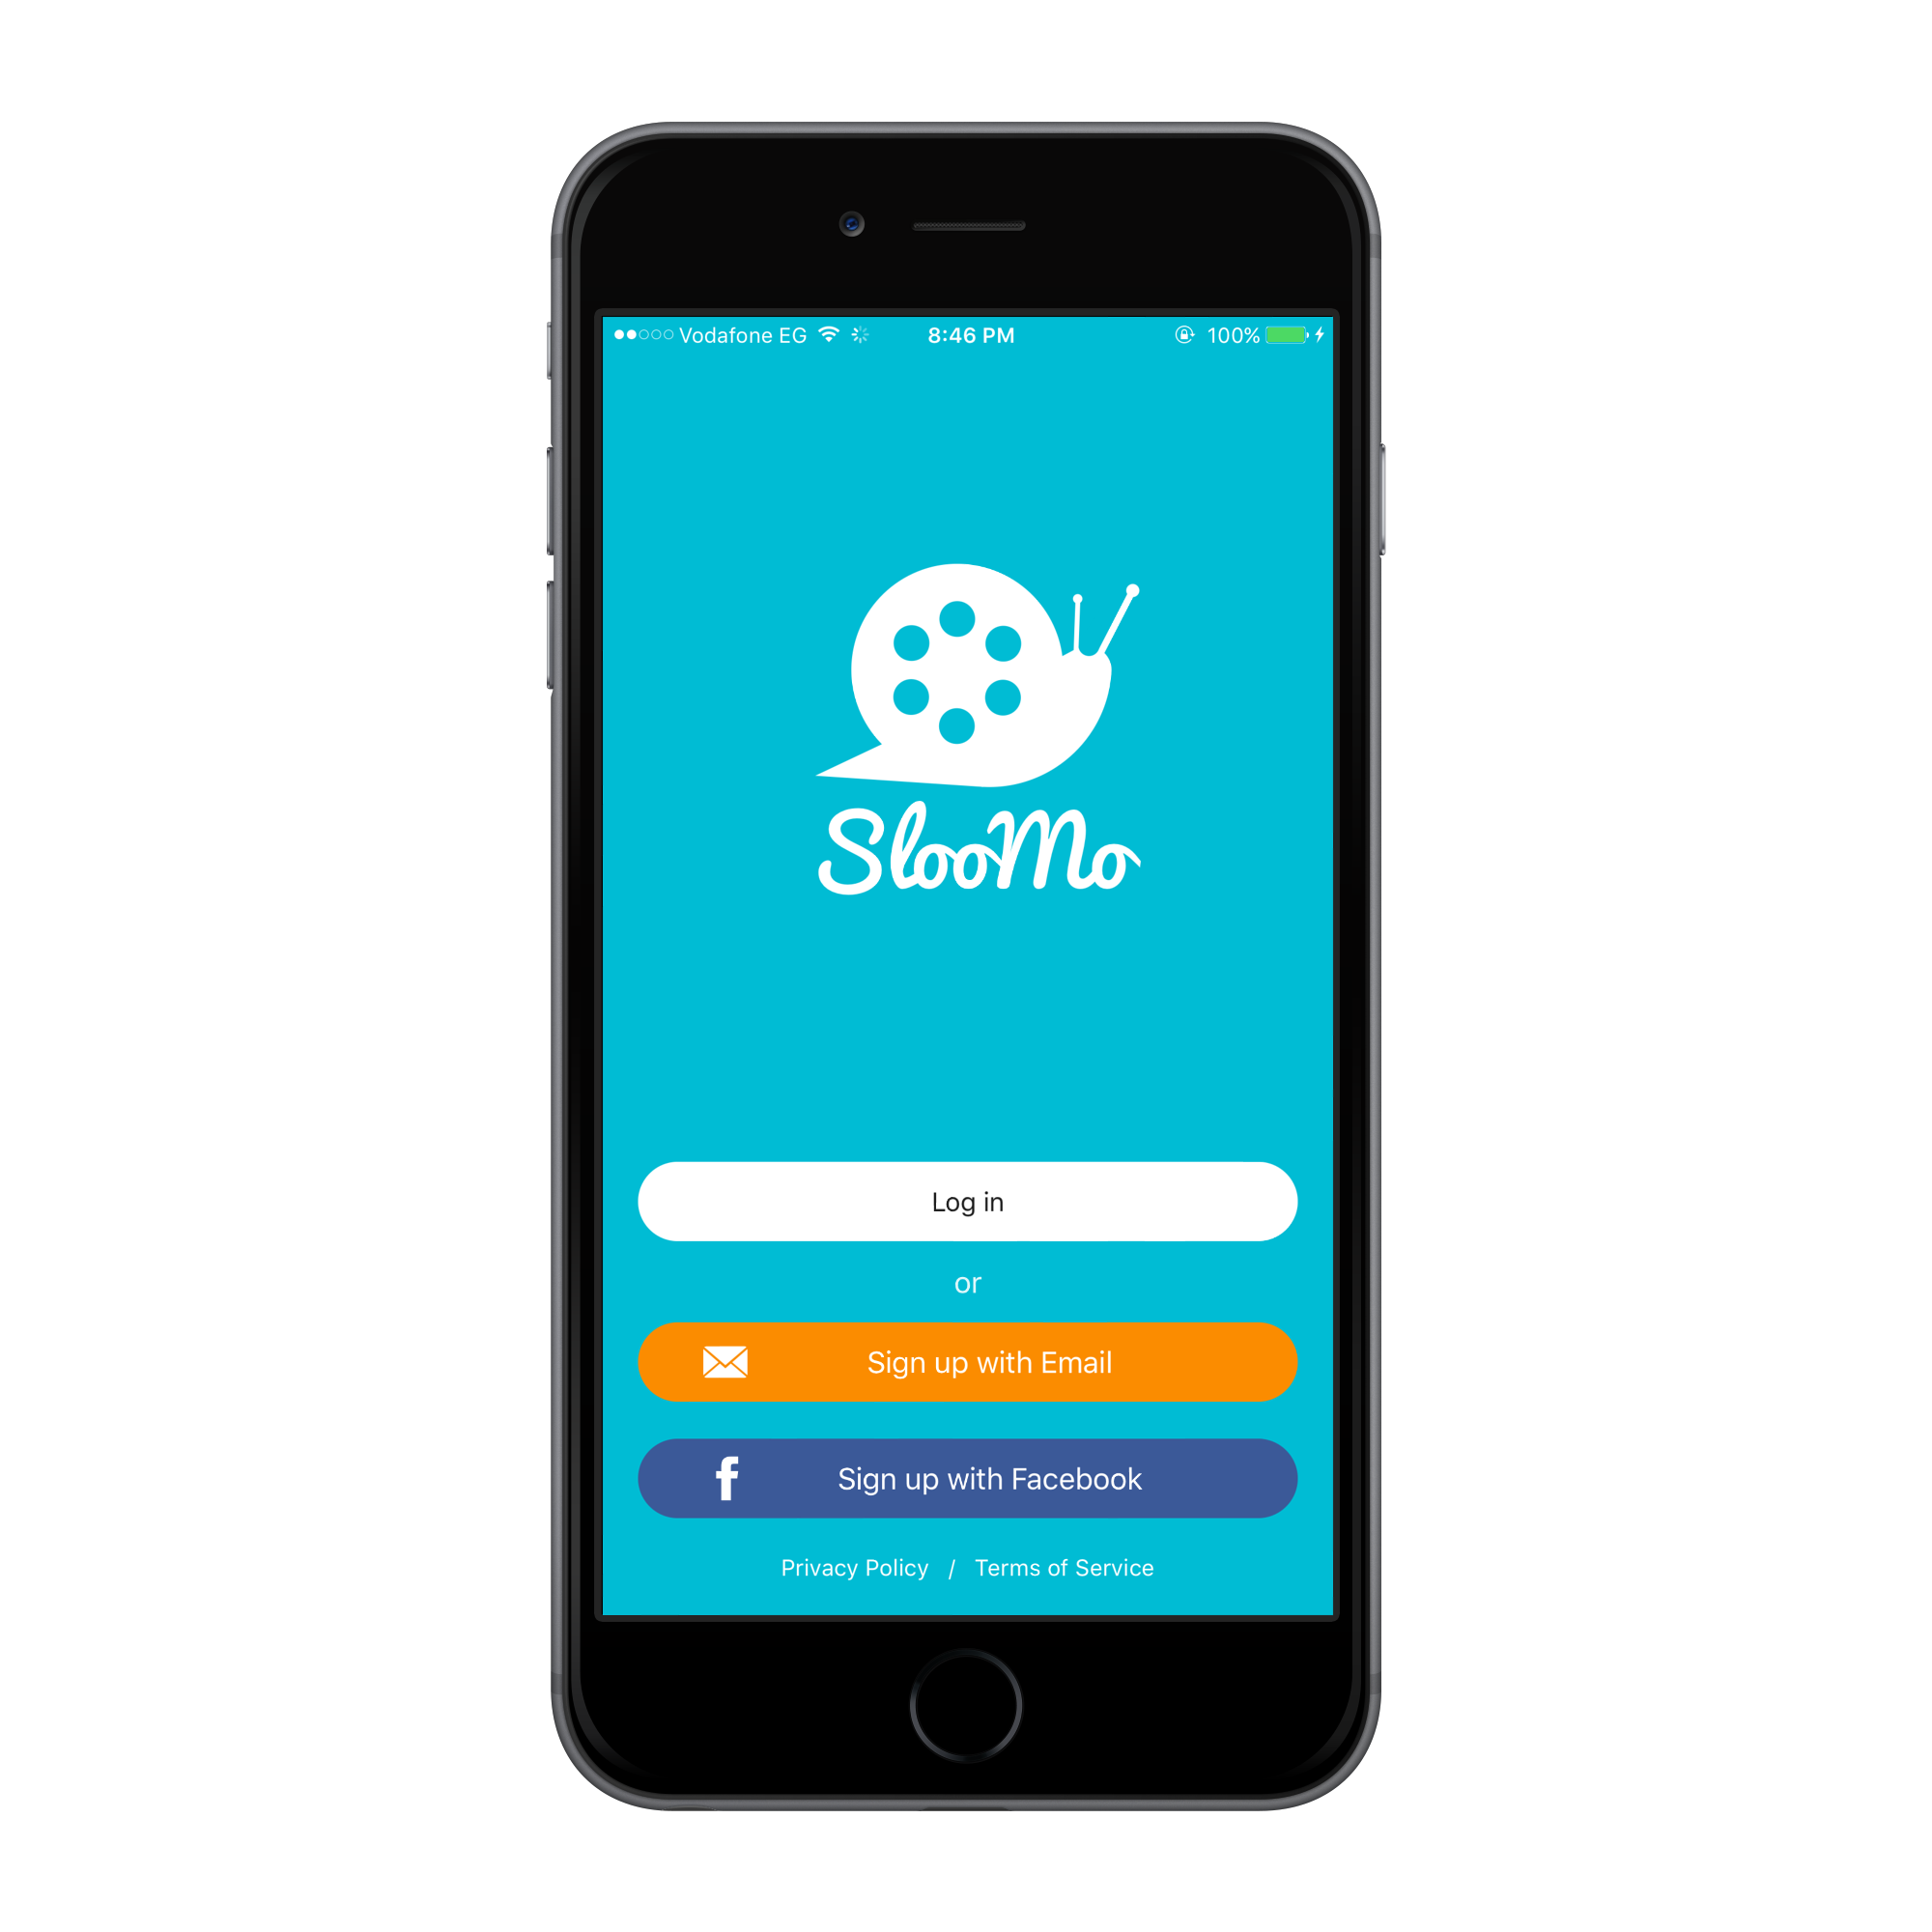 Vodafone EG 8:46 PM 100%
SlooMo
Log in
or
Sign up with Email
f Sign up with Facebook
Privacy Policy / Terms of Service